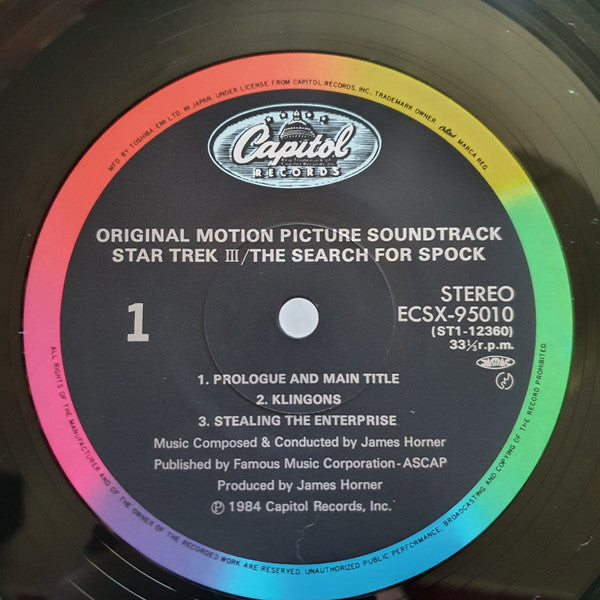 MFD. BY TOSHIBA-EMI LTD. IN JAPAN, UNDER LICENSE FROM CAPITOL RECORDS, INC., TRADEMARK OWNER. Capitol MARCA REG.
Capitol
RECORDS
ORIGINAL MOTION PICTURE SOUNDTRACK
STAR TREK III/THE SEARCH FOR SPOCK
1
STEREO
ECSX-95010
(ST1-12360)
33⅓r.p.m.
1. PROLOGUE AND MAIN TITLE
2. KLINGONS
3. STEALING THE ENTERPRISE
Music Composed & Conducted by James Horner
Published by Famous Music Corporation-ASCAP
Produced by James Horner
Ⓟ 1984 Capitol Records, Inc.
ALL RIGHTS OF THE MANUFACTURER AND OF THE OWNER OF THE RECORDED WORK ARE RESERVED. UNAUTHORIZED PUBLIC PERFORMANCE, BROADCASTING AND COPYING OF THE RECORD PROHIBITED.